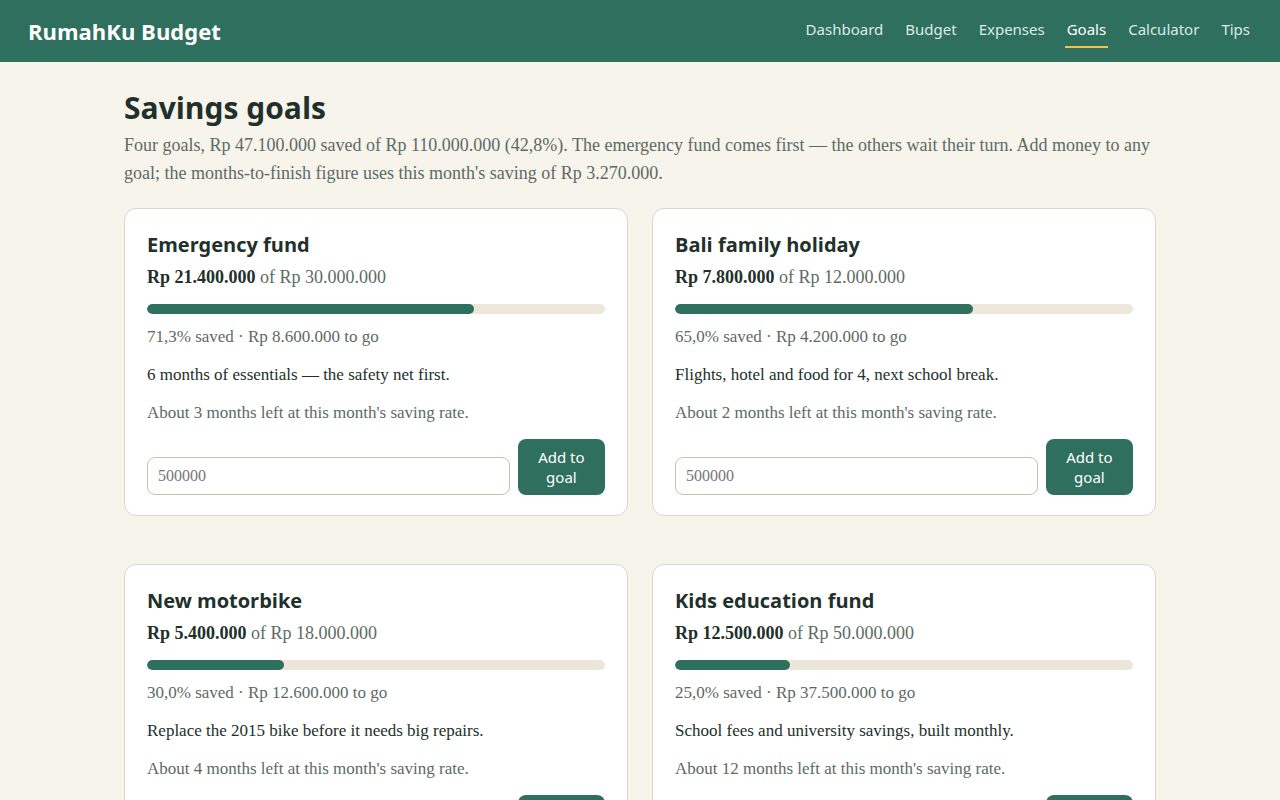 RumahKu Budget
Dashboard Budget Expenses Goals Calculator Tips
Savings goals
Four goals, Rp 47.100.000 saved of Rp 110.000.000 (42,8%). The emergency fund comes first — the others wait their turn. Add money to any
goal; the months-to-finish figure uses this month's saving of Rp 3.270.000.
Emergency fund
Rp 21.400.000 of Rp 30.000.000
71,3% saved · Rp 8.600.000 to go
6 months of essentials — the safety net first.
About 3 months left at this month's saving rate.
500000
Add to
goal
Bali family holiday
Rp 7.800.000 of Rp 12.000.000
65,0% saved · Rp 4.200.000 to go
Flights, hotel and food for 4, next school break.
About 2 months left at this month's saving rate.
500000
Add to
goal
New motorbike
Rp 5.400.000 of Rp 18.000.000
30,0% saved · Rp 12.600.000 to go
Replace the 2015 bike before it needs big repairs.
About 4 months left at this month's saving rate.
Kids education fund
Rp 12.500.000 of Rp 50.000.000
25,0% saved · Rp 37.500.000 to go
School fees and university savings, built monthly.
About 12 months left at this month's saving rate.